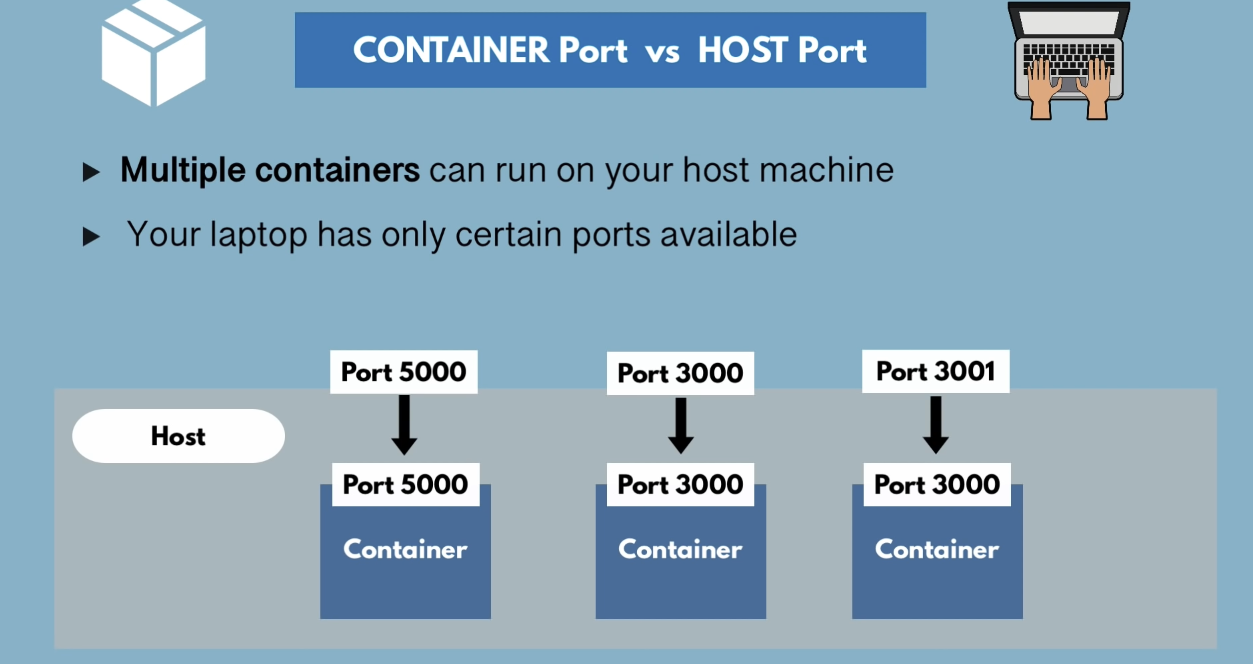 CONTAINER Port vs HOST Port
Multiple containers can run on your host machine
Your laptop has only certain ports available
Port 5000
Port 3000
Port 3001
Host
Port 5000
Port 3000
Port 3000
Container
Container
Container